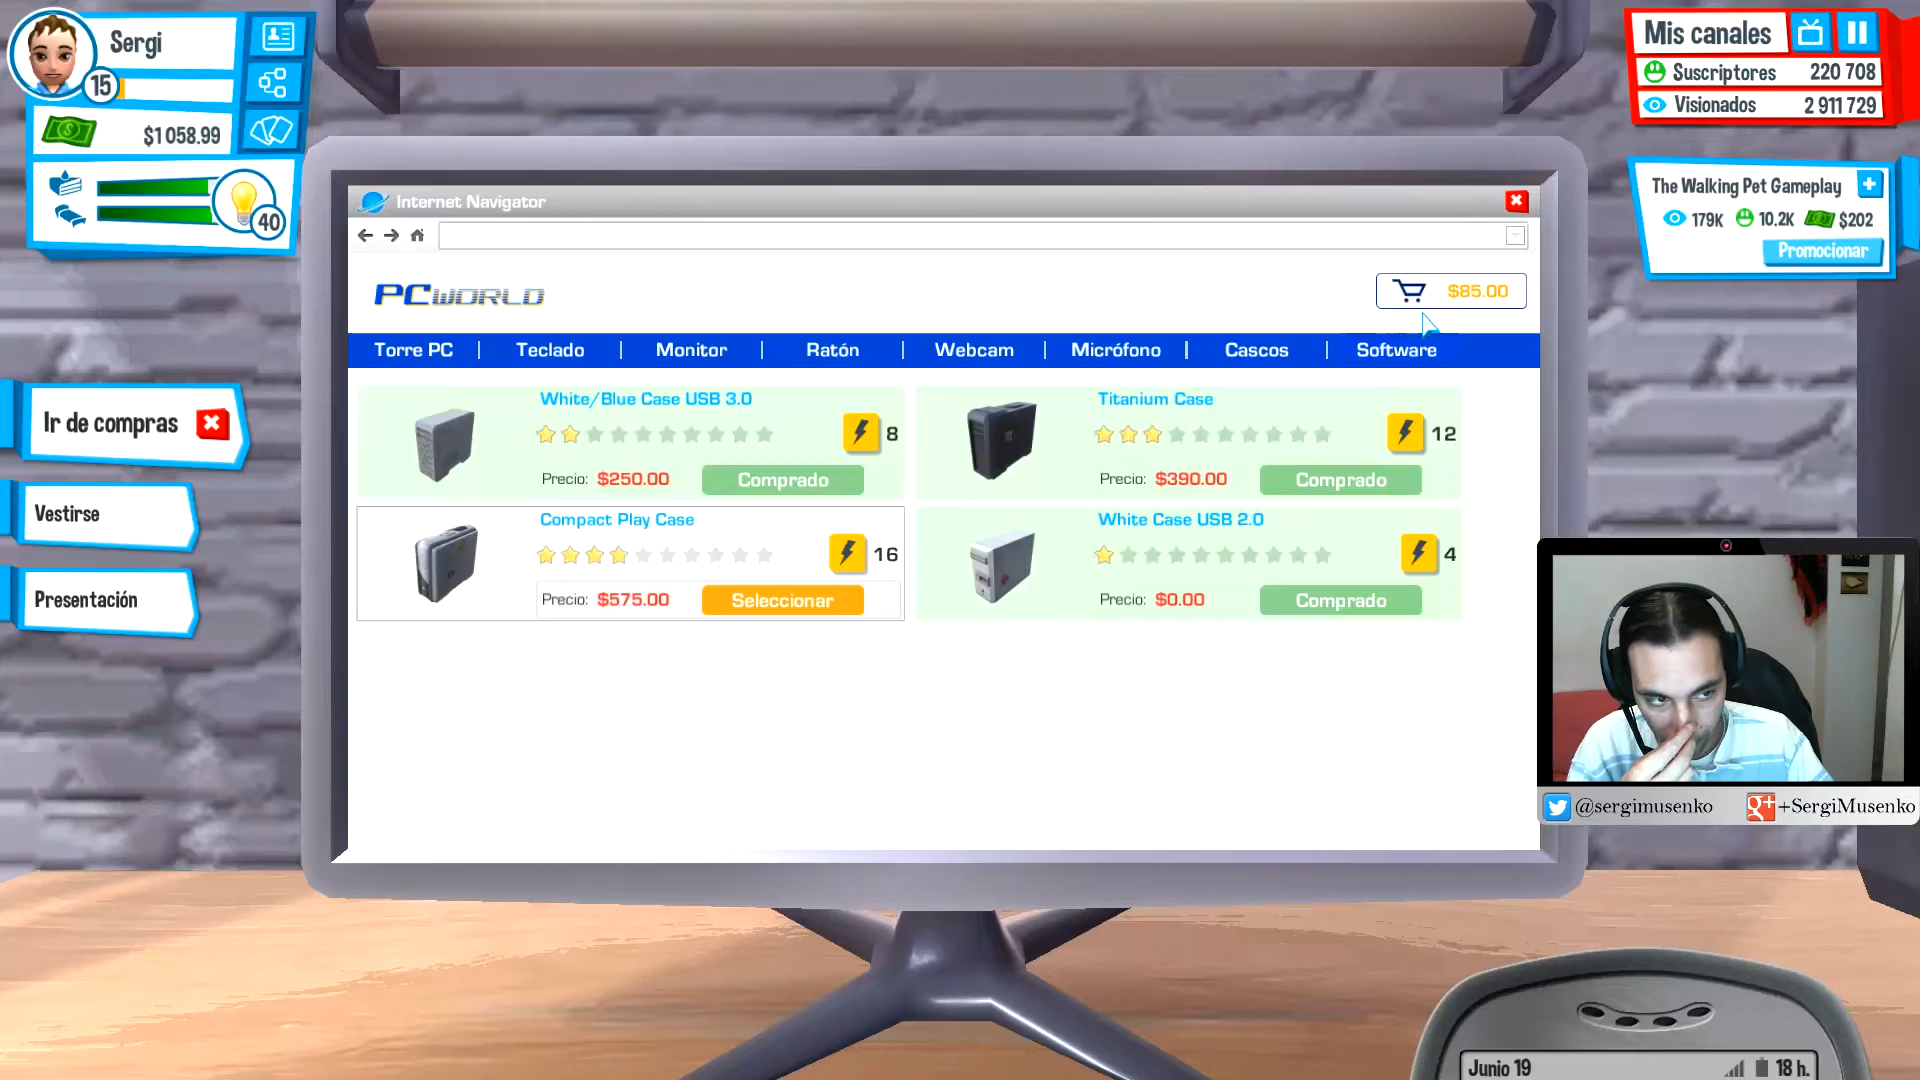 Sergi
15
$1 058.99
40
Mis canales
Suscriptores 220 708
Visionados 2 911 729
The Walking Pet Gameplay
179K 10.2K $202
Promocionar
Ir de compras
Vestirse
Presentación
Internet Navigator
PCWORLD
$85.00
Torre PC | Teclado | Monitor | Ratón | Webcam | Micrófono | Cascos | Software
White/Blue Case USB 3.0
8
Precio: $250.00 Comprado
Titanium Case
12
Precio: $390.00 Comprado
Compact Play Case
16
Precio: $575.00 Seleccionar
White Case USB 2.0
4
Precio: $0.00 Comprado
@sergimusenko +SergiMusenko
Junio 19 18 h.